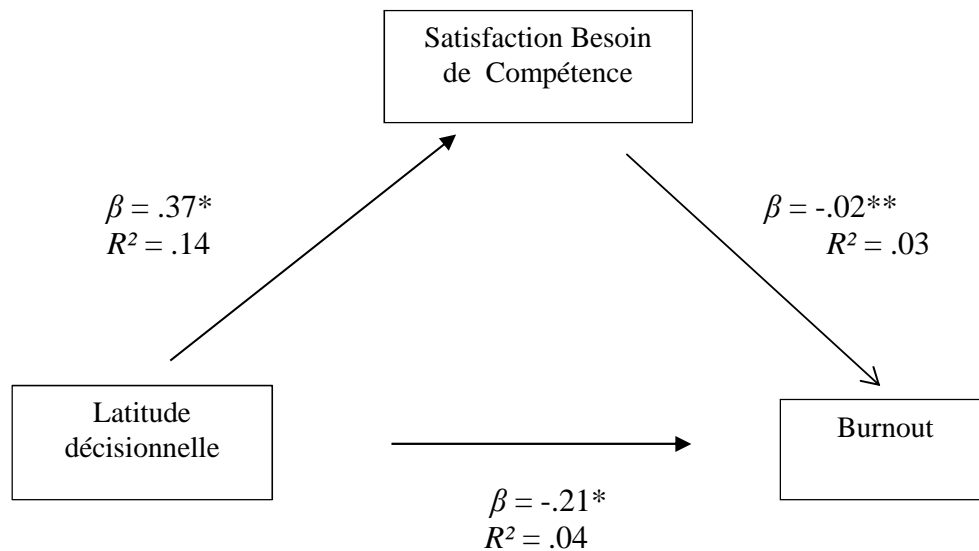 Satisfaction Besoin
de Compétence
β = .37*
R² = .14
β = -.02**
R² = .03
Latitude
décisionnelle
Burnout
β = -.21*
R² = .04